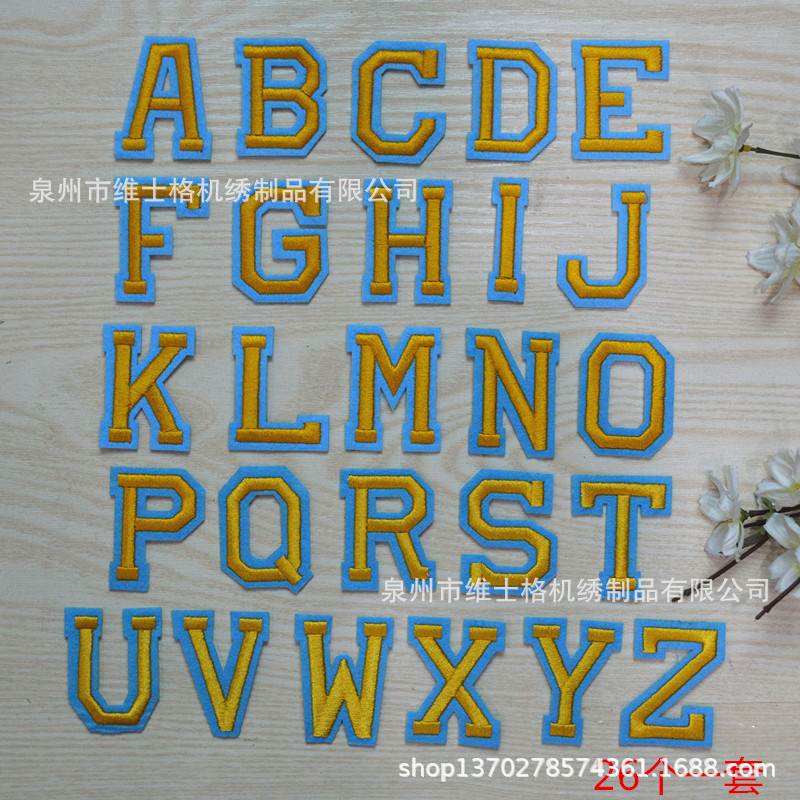 A B C D E
泉州市维士格机绣制品有限公司
F G H I J
K L M N O
P Q R S T
泉州市维士格机绣制品有限公司
U V W X Y Z
shop1370278574361.1688.com
26个一套